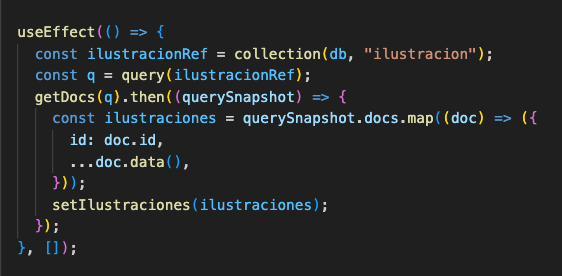 useEffect(() => {
  const ilustracionRef = collection(db, "ilustracion");
  const q = query(ilustracionRef);
  getDocs(q).then((querySnapshot) => {
    const ilustraciones = querySnapshot.docs.map((doc) => ({
      id: doc.id,
      ...doc.data(),
    }));
    setIlustraciones(ilustraciones);
  });
}, []);